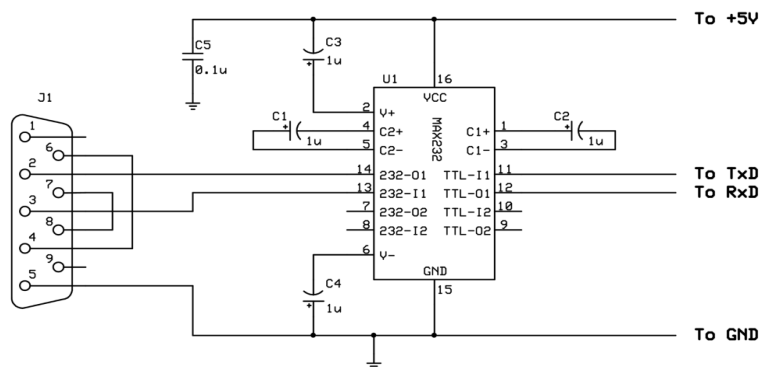 To +5V
C5
0.1u
C3
1u
U1
16
VCC
J1
2
V+
C1
1u
4
C2+
5
C2-
MAX232
C1+
1
C1-
3
C2
1u
14
232-O1
TTL-I1
11
To TxD
13
232-I1
TTL-O1
12
To RxD
7
232-O2
TTL-I2
10
8
232-I2
TTL-O2
9
6
V-
GND
15
C4
1u
1
6
2
7
3
8
4
9
5
To GND